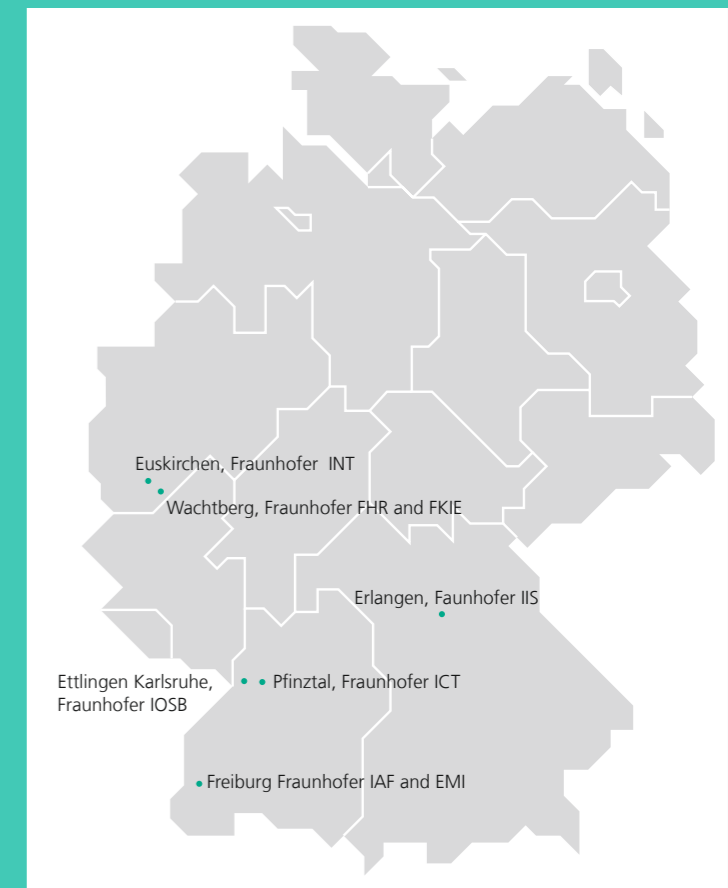 Euskirchen, Fraunhofer INT
Wachtberg, Fraunhofer FHR and FKIE
Erlangen, Faunhofer IIS
Ettlingen Karlsruhe,
Fraunhofer IOSB
Pfinztal, Fraunhofer ICT
Freiburg Fraunhofer IAF and EMI